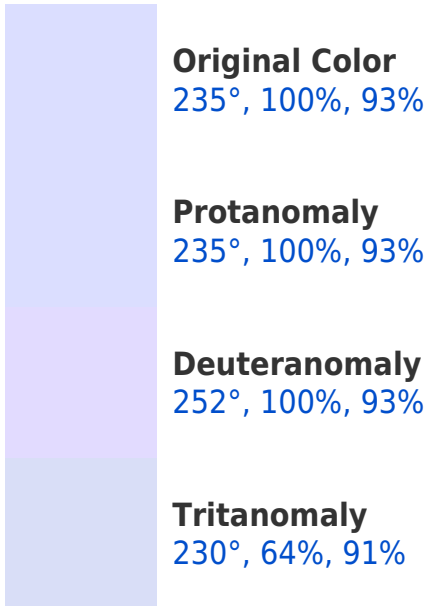 Original Color
235°, 100%, 93%
Protanomaly
235°, 100%, 93%
Deuteranomaly
252°, 100%, 93%
Tritanomaly
230°, 64%, 91%